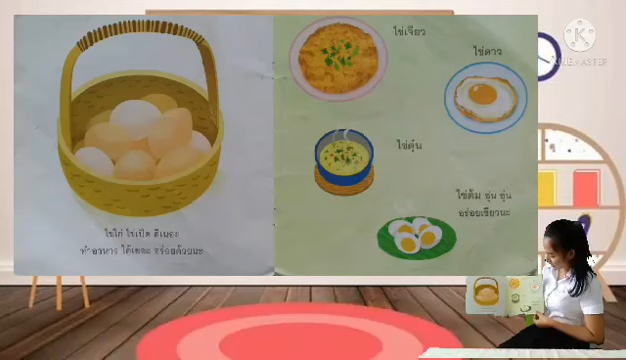 ไข่ไก่ ไข่เป็ด ดีเนอะ
ทำอาหาร ได้เยอะ อร่อยด้วยนะ
ไข่เจียว
ไข่ดาว
ไข่ตุ๋น
ไข่ต้ม อุ่น อุ่น
อร่อยเชียวนะ
KINEMASTER